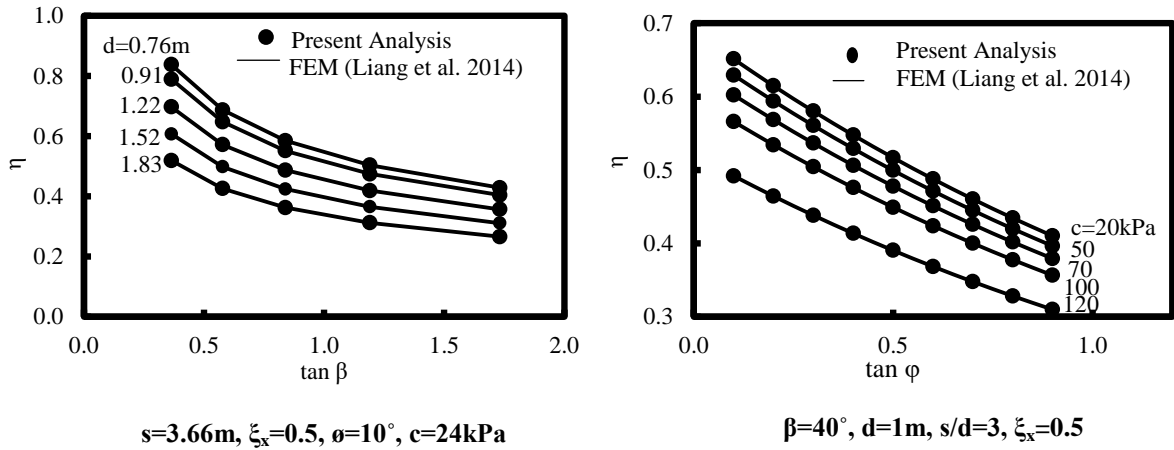 1.0
0.8
0.6
0.4
0.2
0.0
η
d=0.76m
0.91
1.22
1.52
1.83
Present Analysis
FEM (Liang et al. 2014)
0.0 0.5 1.0 1.5 2.0
tan β
s=3.66m, ξx=0.5, ø=10˚, c=24kPa
0.7
0.6
0.5
0.4
0.3
η
Present Analysis
FEM (Liang et al. 2014)
c=20kPa
50
70
100
120
0.0 0.5 1.0
tan φ
β=40˚, d=1m, s/d=3, ξx=0.5